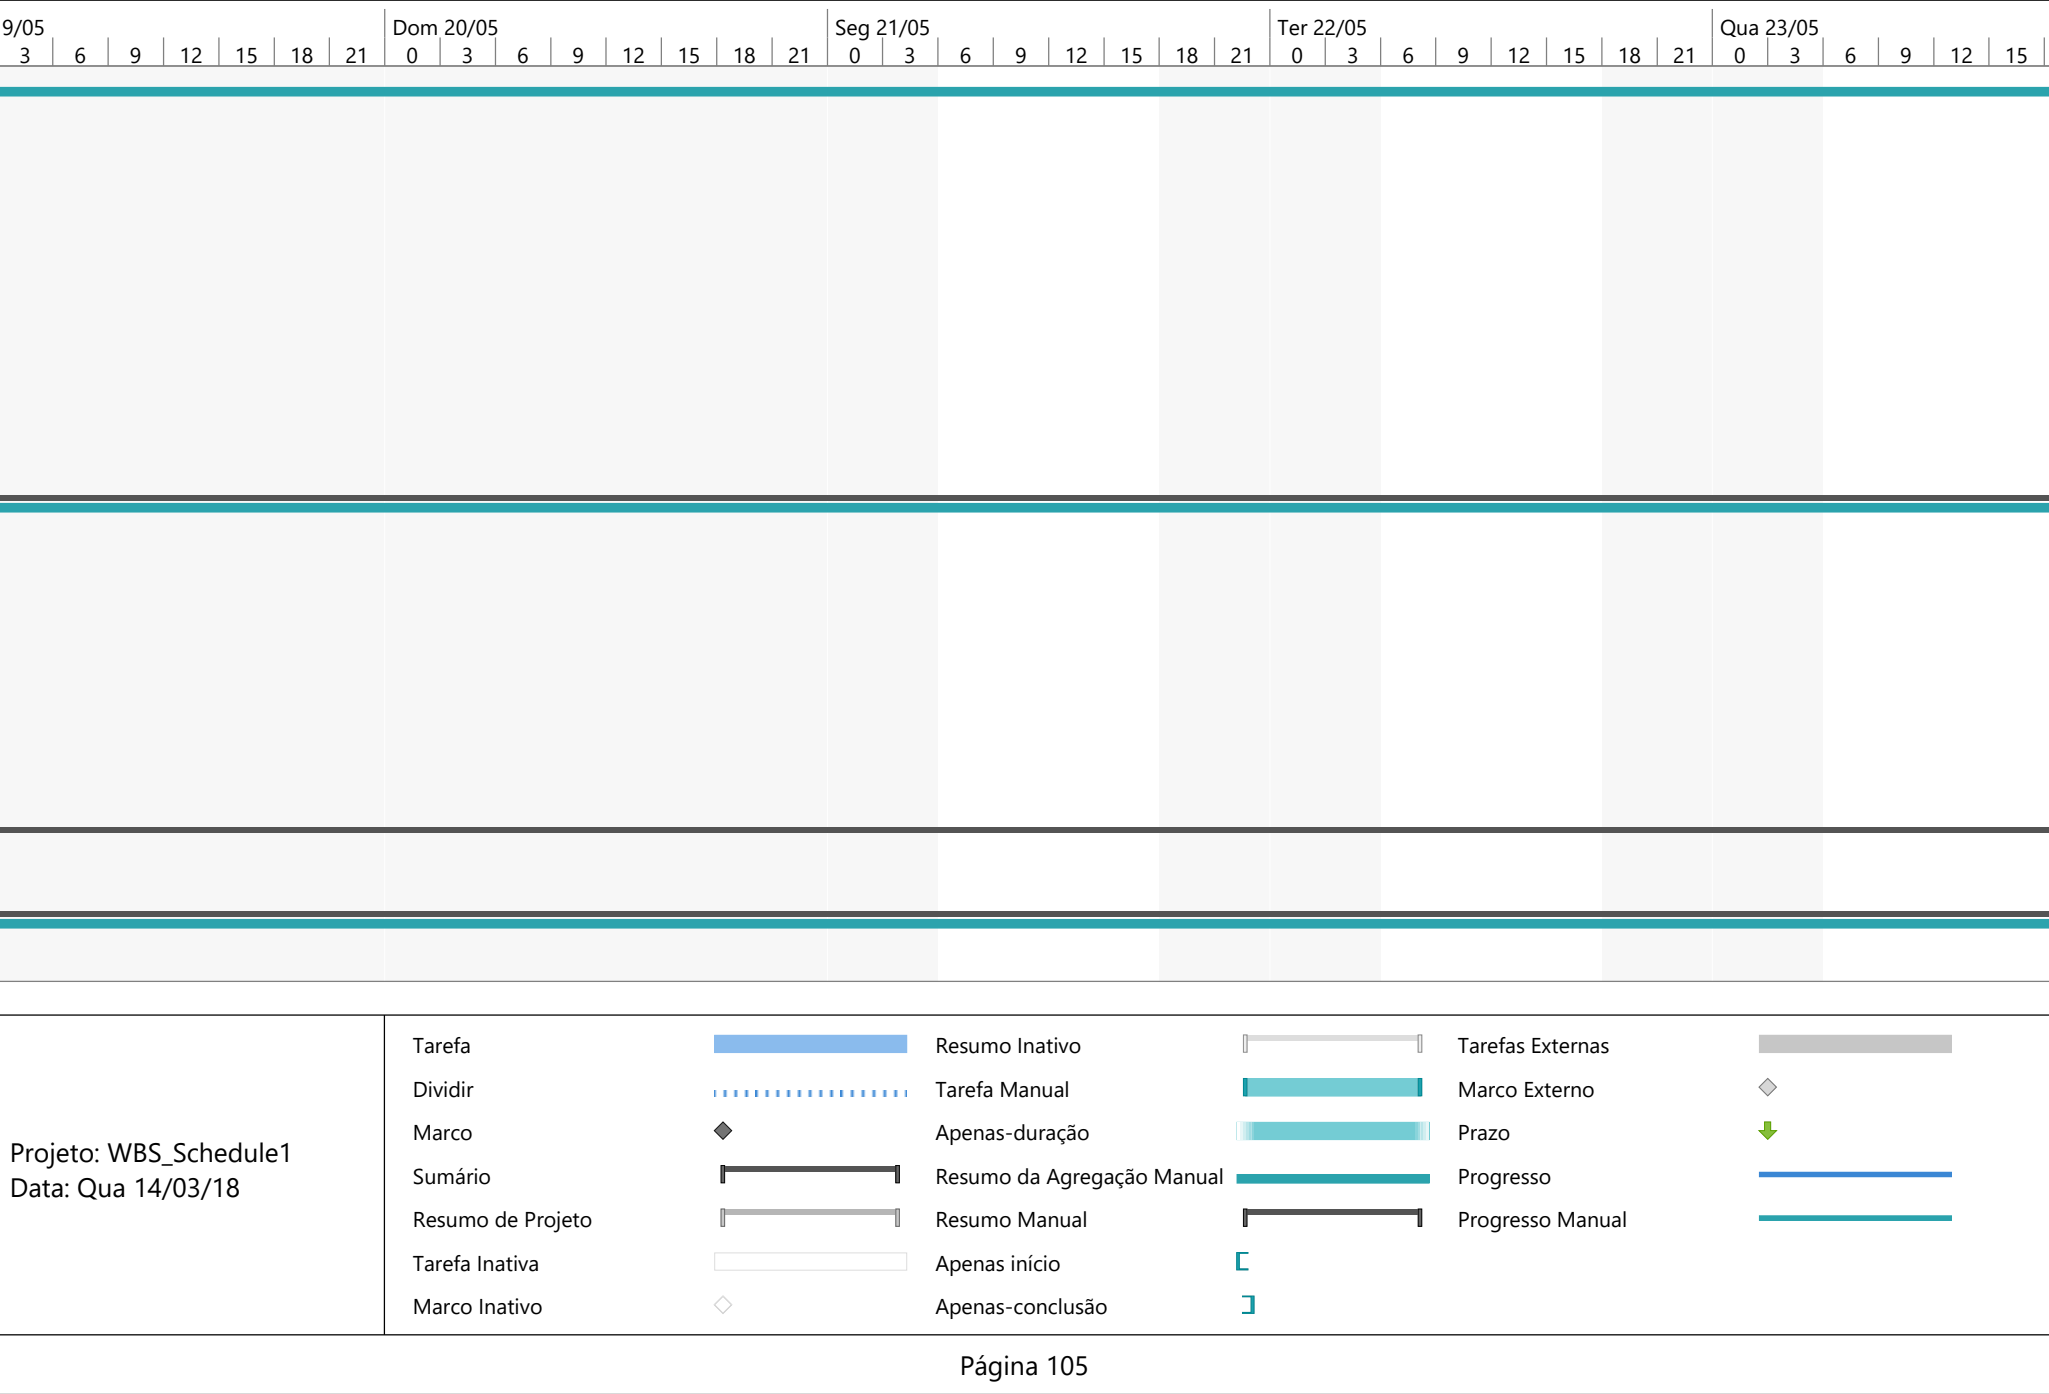 9/05 Dom 20/05 Seg 21/05 Ter 22/05 Qua 23/05
3 6 9 12 15 18 21 0 3 6 9 12 15 18 21 0 3 6 9 12 15 18 21 0 3 6 9 12 15 18 21 0 3 6 9 12 15
Projeto: WBS_Schedule1
Data: Qua 14/03/18
Tarefa
Dividir
Marco
Sumário
Resumo de Projeto
Tarefa Inativa
Marco Inativo
Resumo Inativo
Tarefa Manual
Apenas-duração
Resumo da Agregação Manual
Resumo Manual
Apenas início
Apenas-conclusão
Tarefas Externas
Marco Externo
Prazo
Progresso
Progresso Manual
Página 105